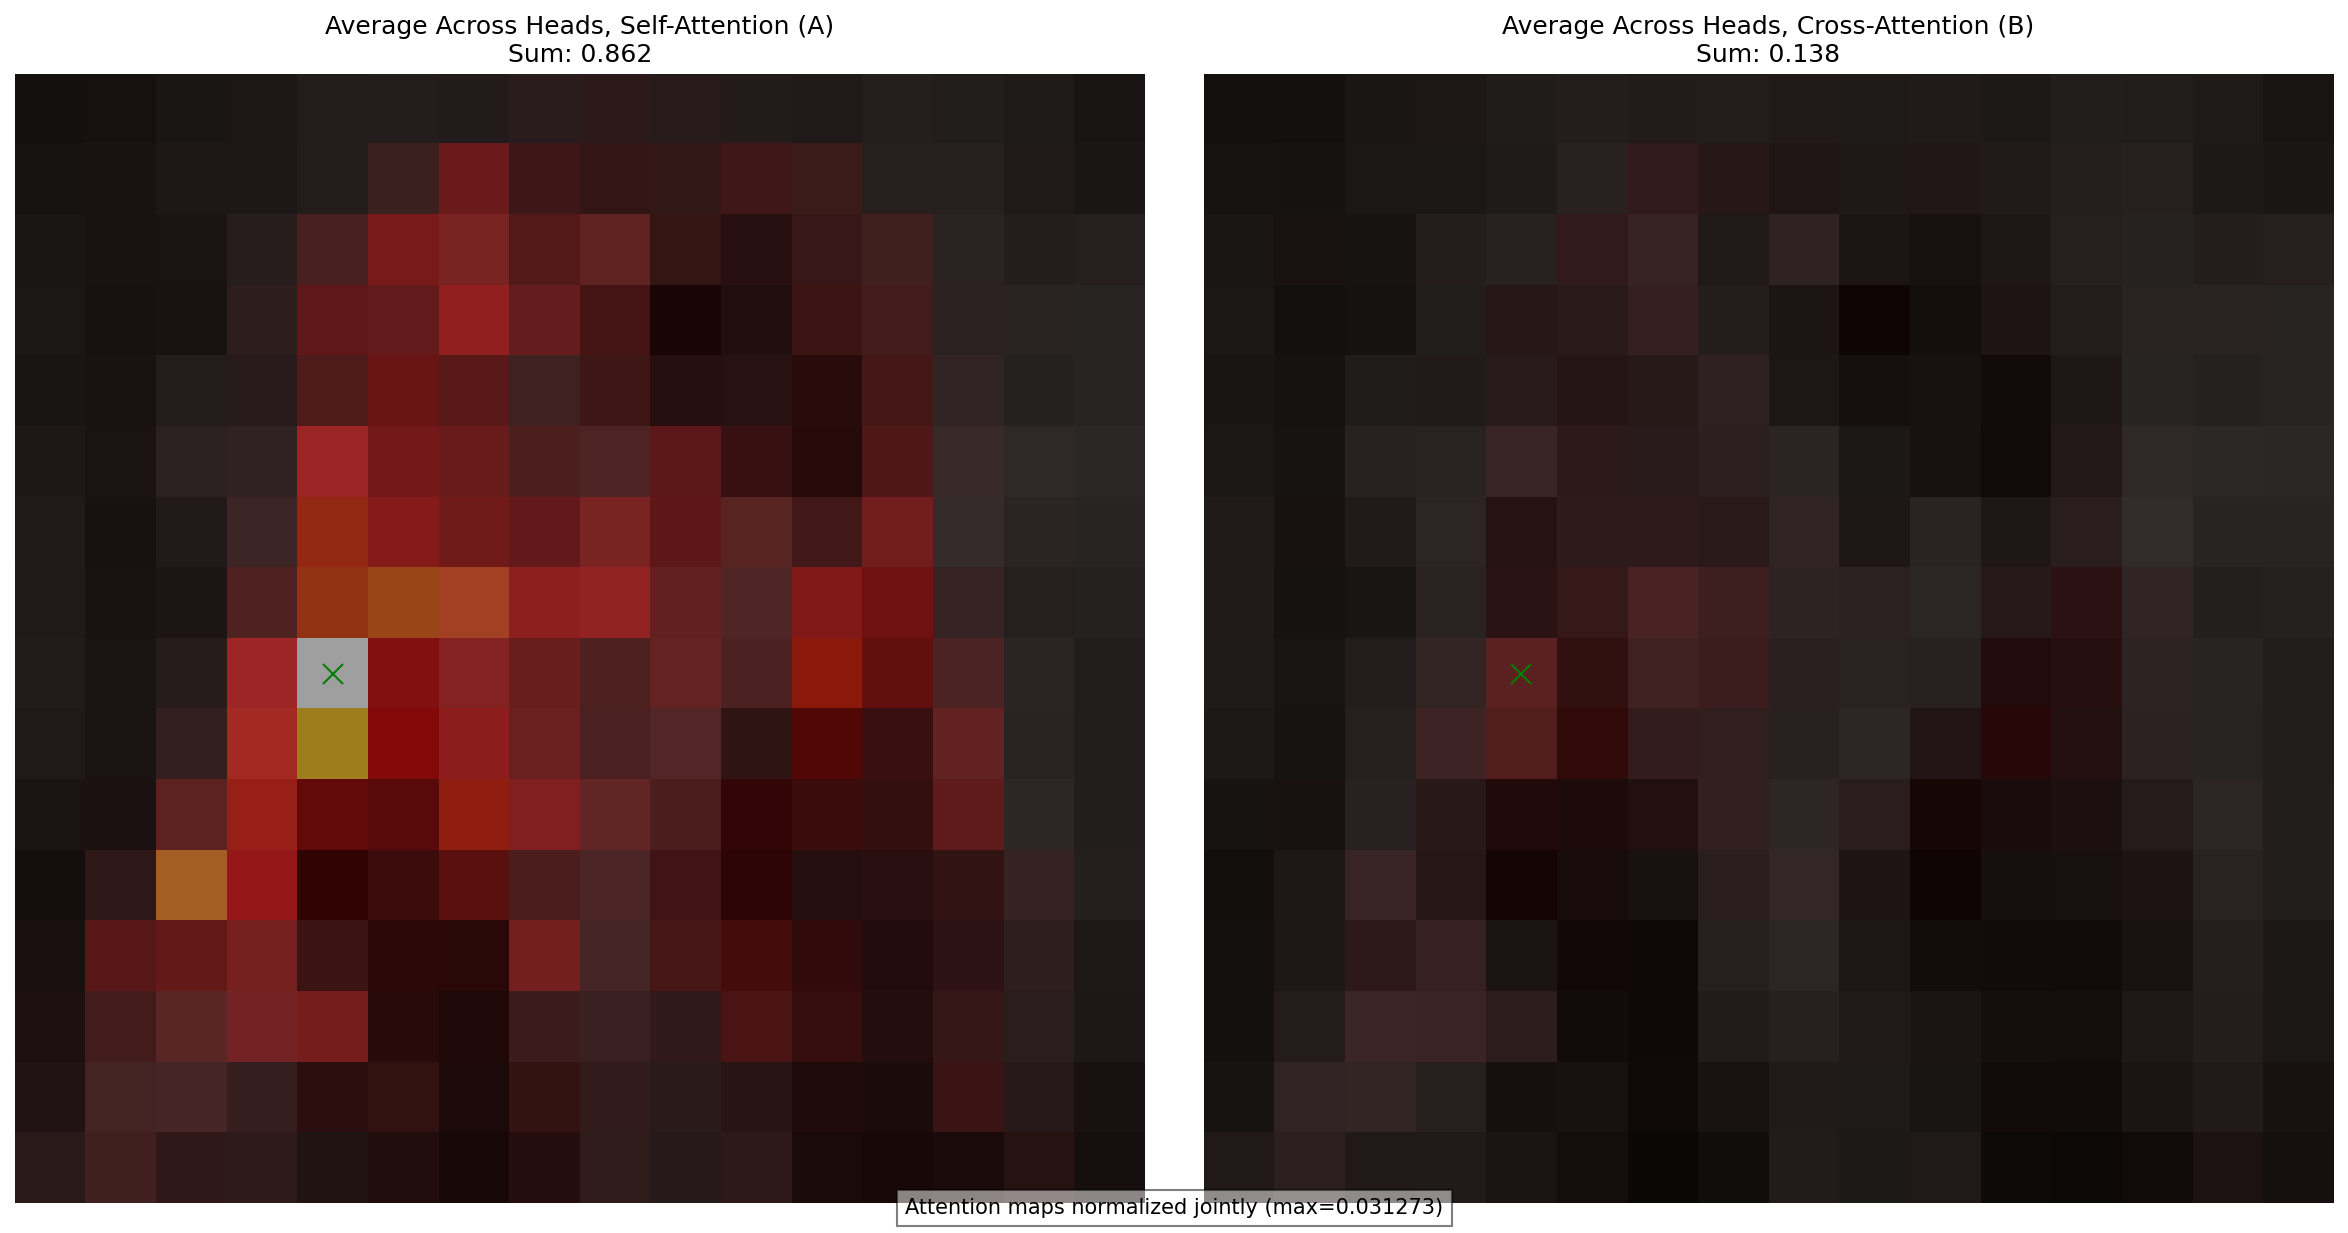 Average Across Heads, Self-Attention (A)
Sum: 0.862
Average Across Heads, Cross-Attention (B)
Sum: 0.138
Attention maps normalized jointly (max=0.031273)